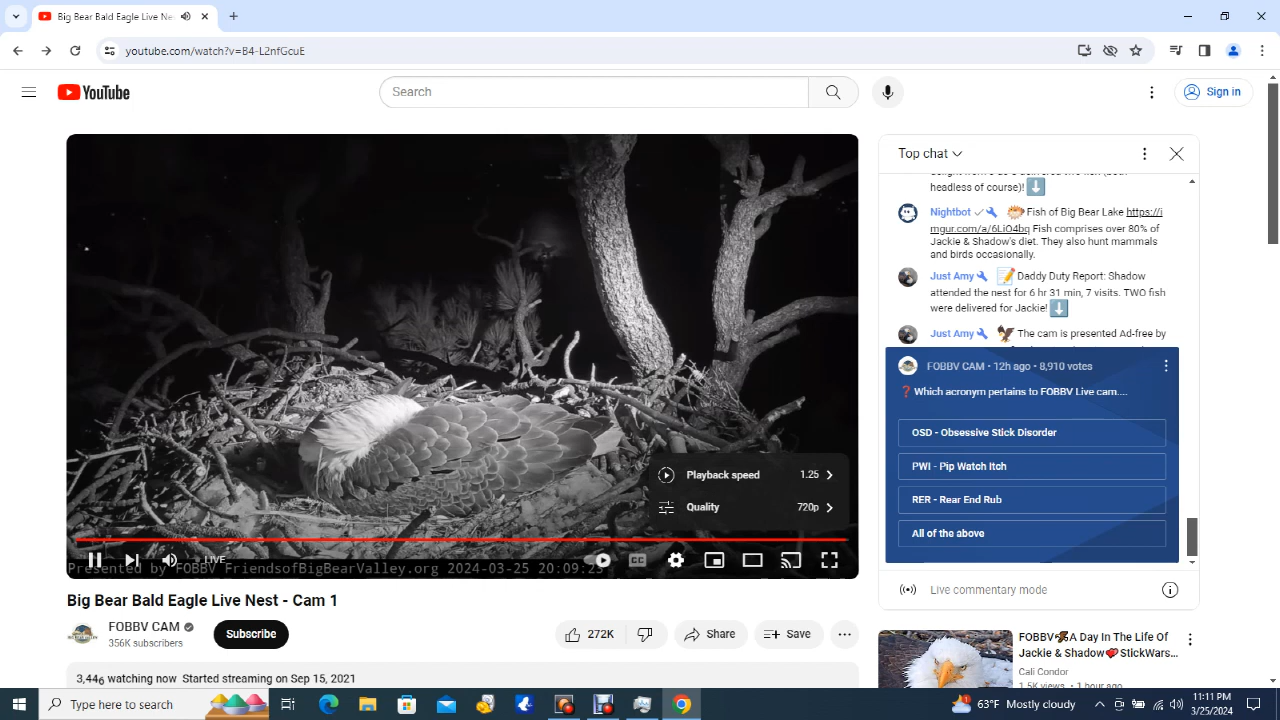 Big Bear Bald Eagle Live Ne
youtube.com/watch?v=B4-L2nfGcuE
YouTube
Search
Sign in
Top chat
headless of course)! ⬇️
Nightbot 🐡 Fish of Big Bear Lake https://i
mgur.com/a/6LiO4bq Fish comprises over 80% of
Jackie & Shadow's diet. They also hunt mammals
and birds occasionally.
Just Amy 📝 Daddy Duty Report: Shadow
attended the nest for 6 hr 31 min, 7 visits. TWO fish
were delivered for Jackie! ⬇️
Just Amy 🦅 The cam is presented Ad-free by
FOBBV CAM • 12h ago • 8,910 votes
❓Which acronym pertains to FOBBV Live cam....
OSD - Obsessive Stick Disorder
PWI - Pip Watch Itch
RER - Rear End Rub
All of the above
Live commentary mode
Playback speed 1.25
Quality 720p
LIVE
CC
Presented by FOBBV FriendsofBigBearValley.org 2024-03-25 20:09:23
Big Bear Bald Eagle Live Nest - Cam 1
FOBBV CAM
356K subscribers
Subscribe
272K
Share
Save
3,446 watching now Started streaming on Sep 15, 2021
FOBBV🪵A Day In The Life Of
Jackie & Shadow❤️StickWars...
Cali Condor
1.5K views • 1 hour ago
Type here to search
63°F Mostly cloudy
11:11 PM
3/25/2024